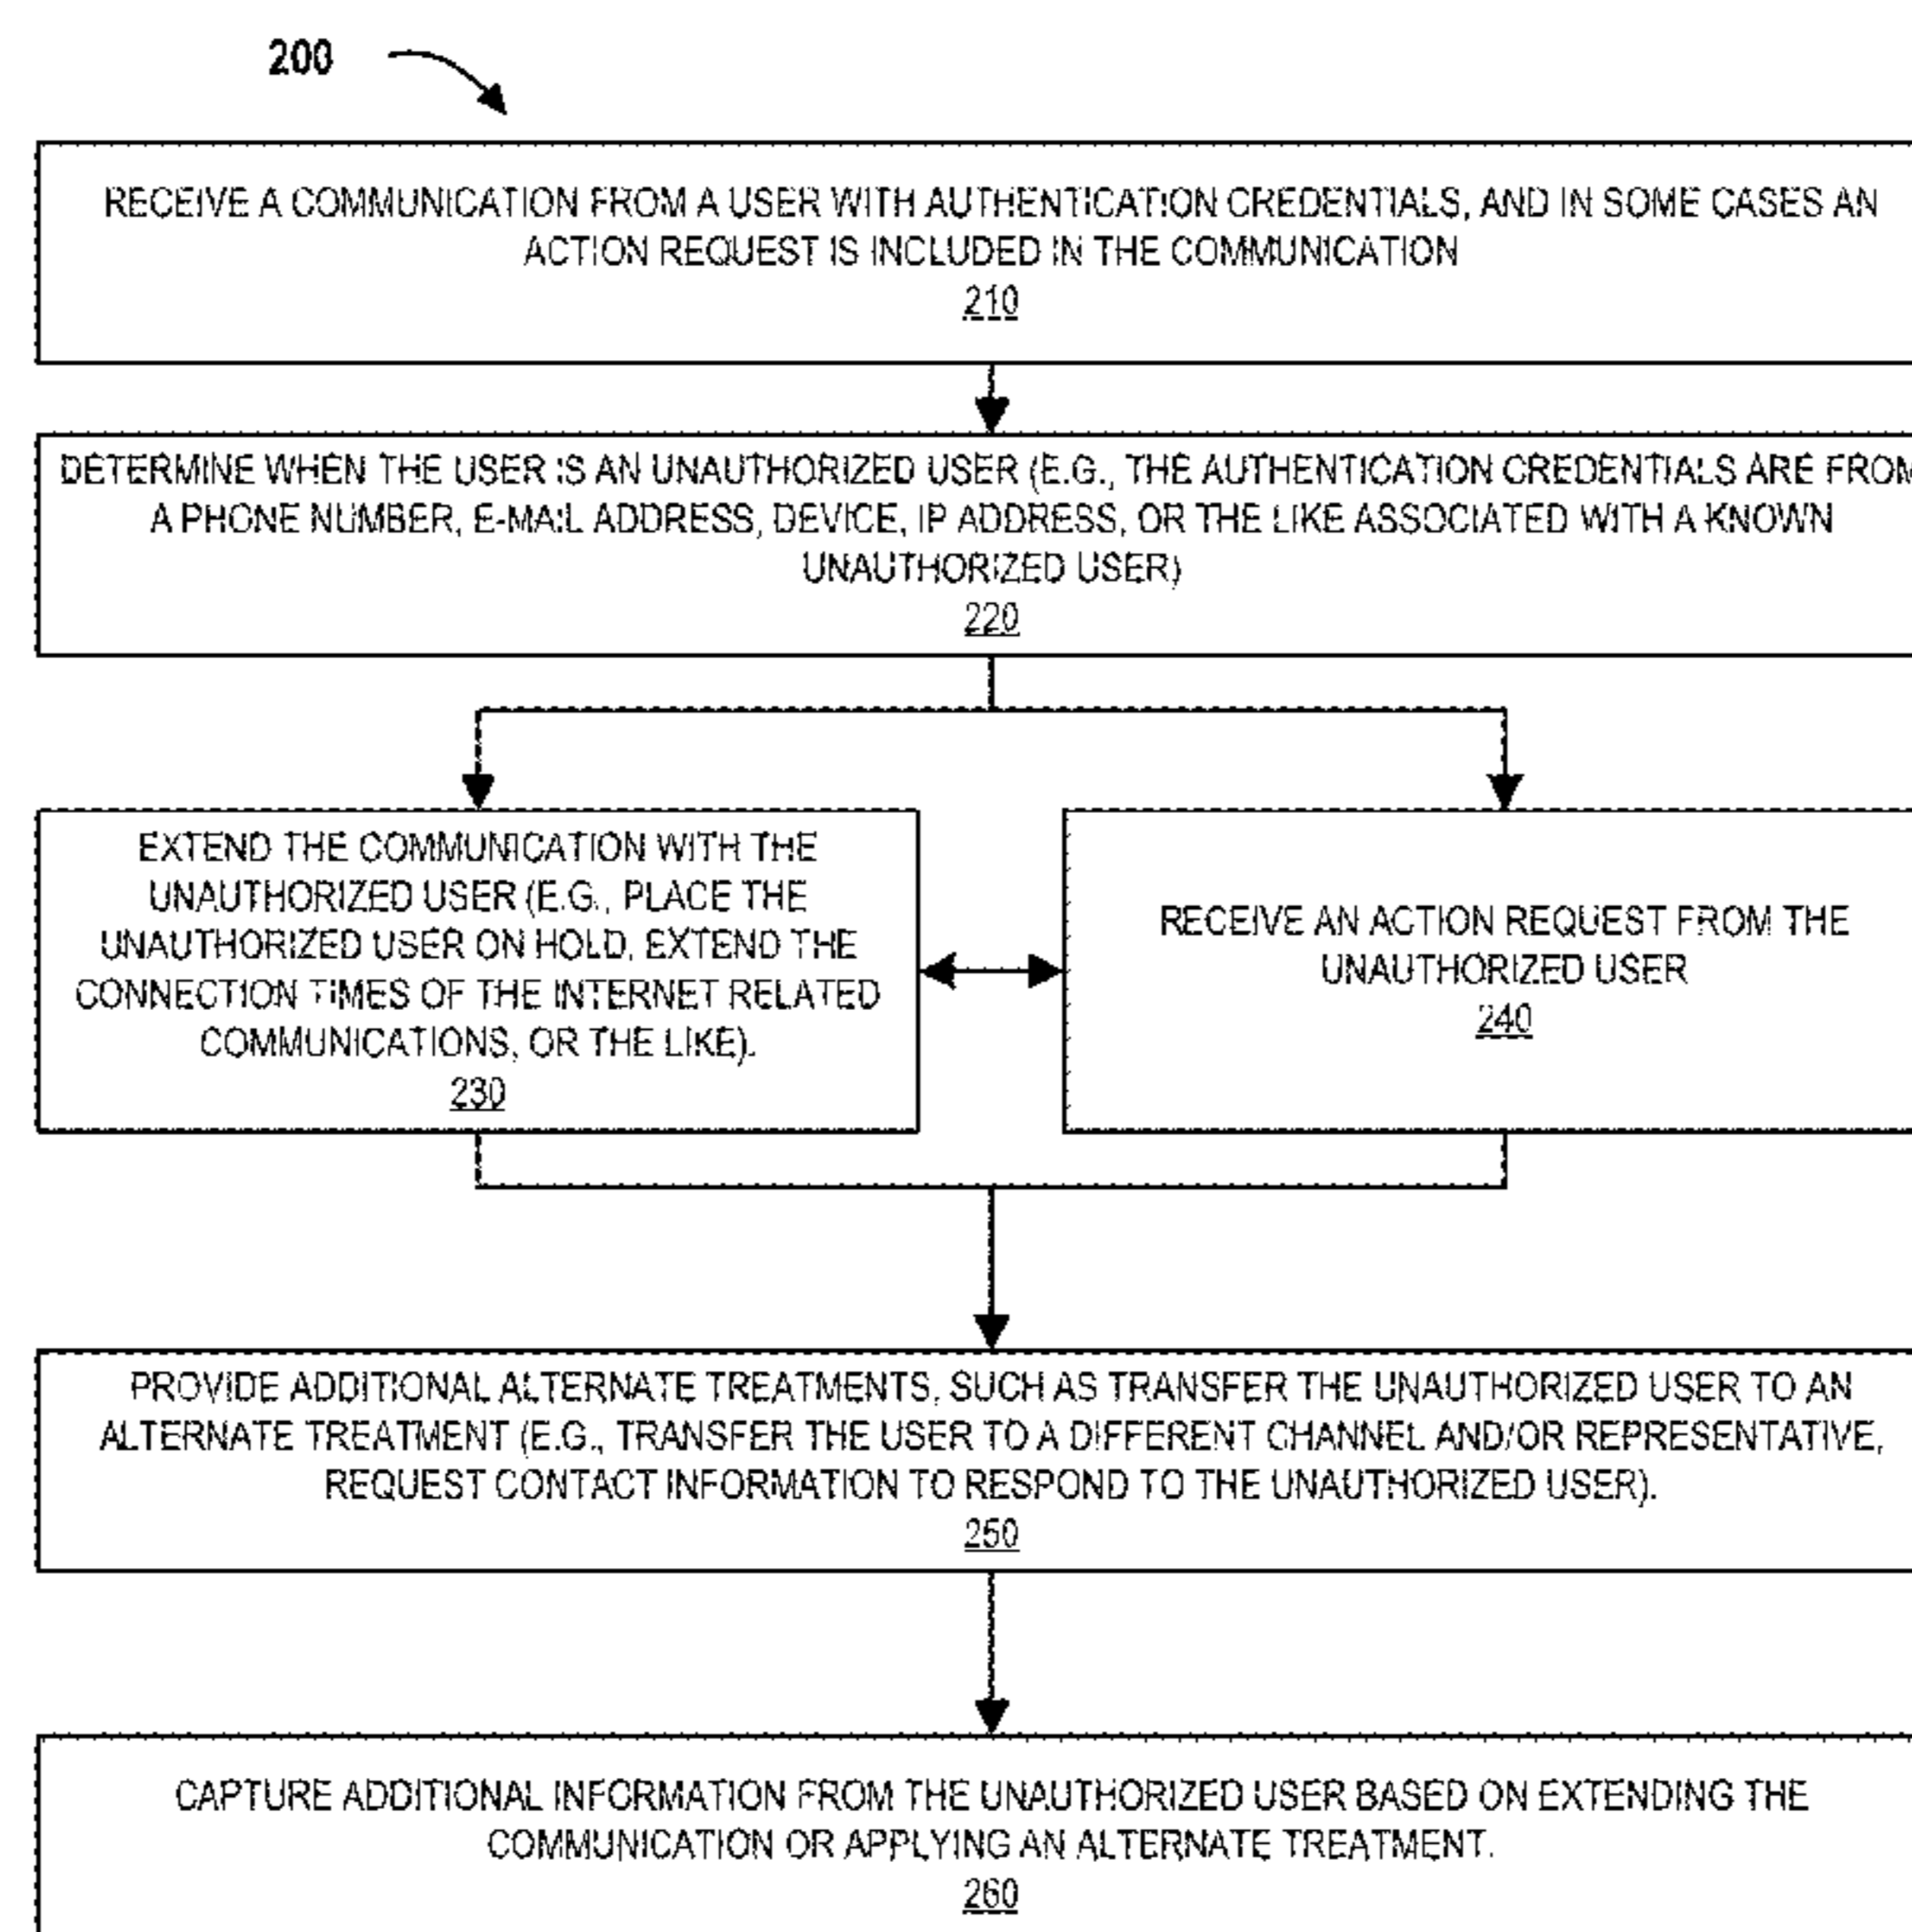 200
RECEIVE A COMMUNICATION FROM A USER WITH AUTHENTICATION CREDENTIALS, AND IN SOME CASES AN
ACTION REQUEST IS INCLUDED IN THE COMMUNICATION
210
DETERMINE WHEN THE USER IS AN UNAUTHORIZED USER (E.G., THE AUTHENTICATION CREDENTIALS ARE FROM
A PHONE NUMBER, E-MAIL ADDRESS, DEVICE, IP ADDRESS, OR THE LIKE ASSOCIATED WITH A KNOWN
UNAUTHORIZED USER)
220
EXTEND THE COMMUNICATION WITH THE
UNAUTHORIZED USER (E.G., PLACE THE
UNAUTHORIZED USER ON HOLD, EXTEND THE
CONNECTION TIMES OF THE INTERNET RELATED
COMMUNICATIONS, OR THE LIKE).
230
RECEIVE AN ACTION REQUEST FROM THE
UNAUTHORIZED USER
240
PROVIDE ADDITIONAL ALTERNATE TREATMENTS, SUCH AS TRANSFER THE UNAUTHORIZED USER TO AN
ALTERNATE TREATMENT (E.G., TRANSFER THE USER TO A DIFFERENT CHANNEL AND/OR REPRESENTATIVE,
REQUEST CONTACT INFORMATION TO RESPOND TO THE UNAUTHORIZED USER).
250
CAPTURE ADDITIONAL INFORMATION FROM THE UNAUTHORIZED USER BASED ON EXTENDING THE
COMMUNICATION OR APPLYING AN ALTERNATE TREATMENT.
260